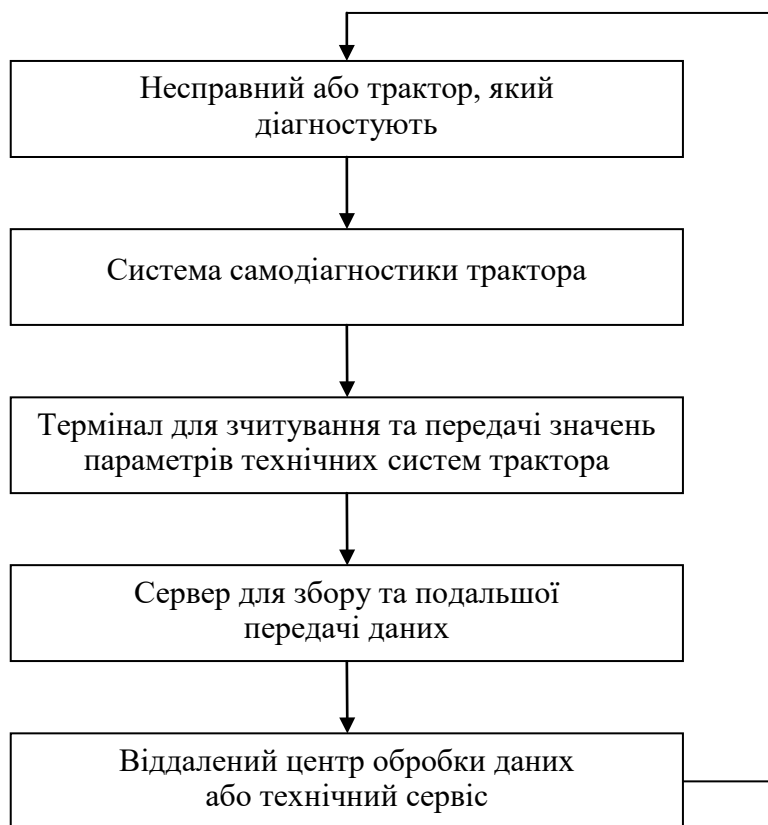 Несправний або трактор, який
діагностують
Система самодіагностики трактора
Термінал для зчитування та передачі значень
параметрів технічних систем трактора
Сервер для збору та подальшої
передачі даних
Віддалений центр обробки даних
або технічний сервіс